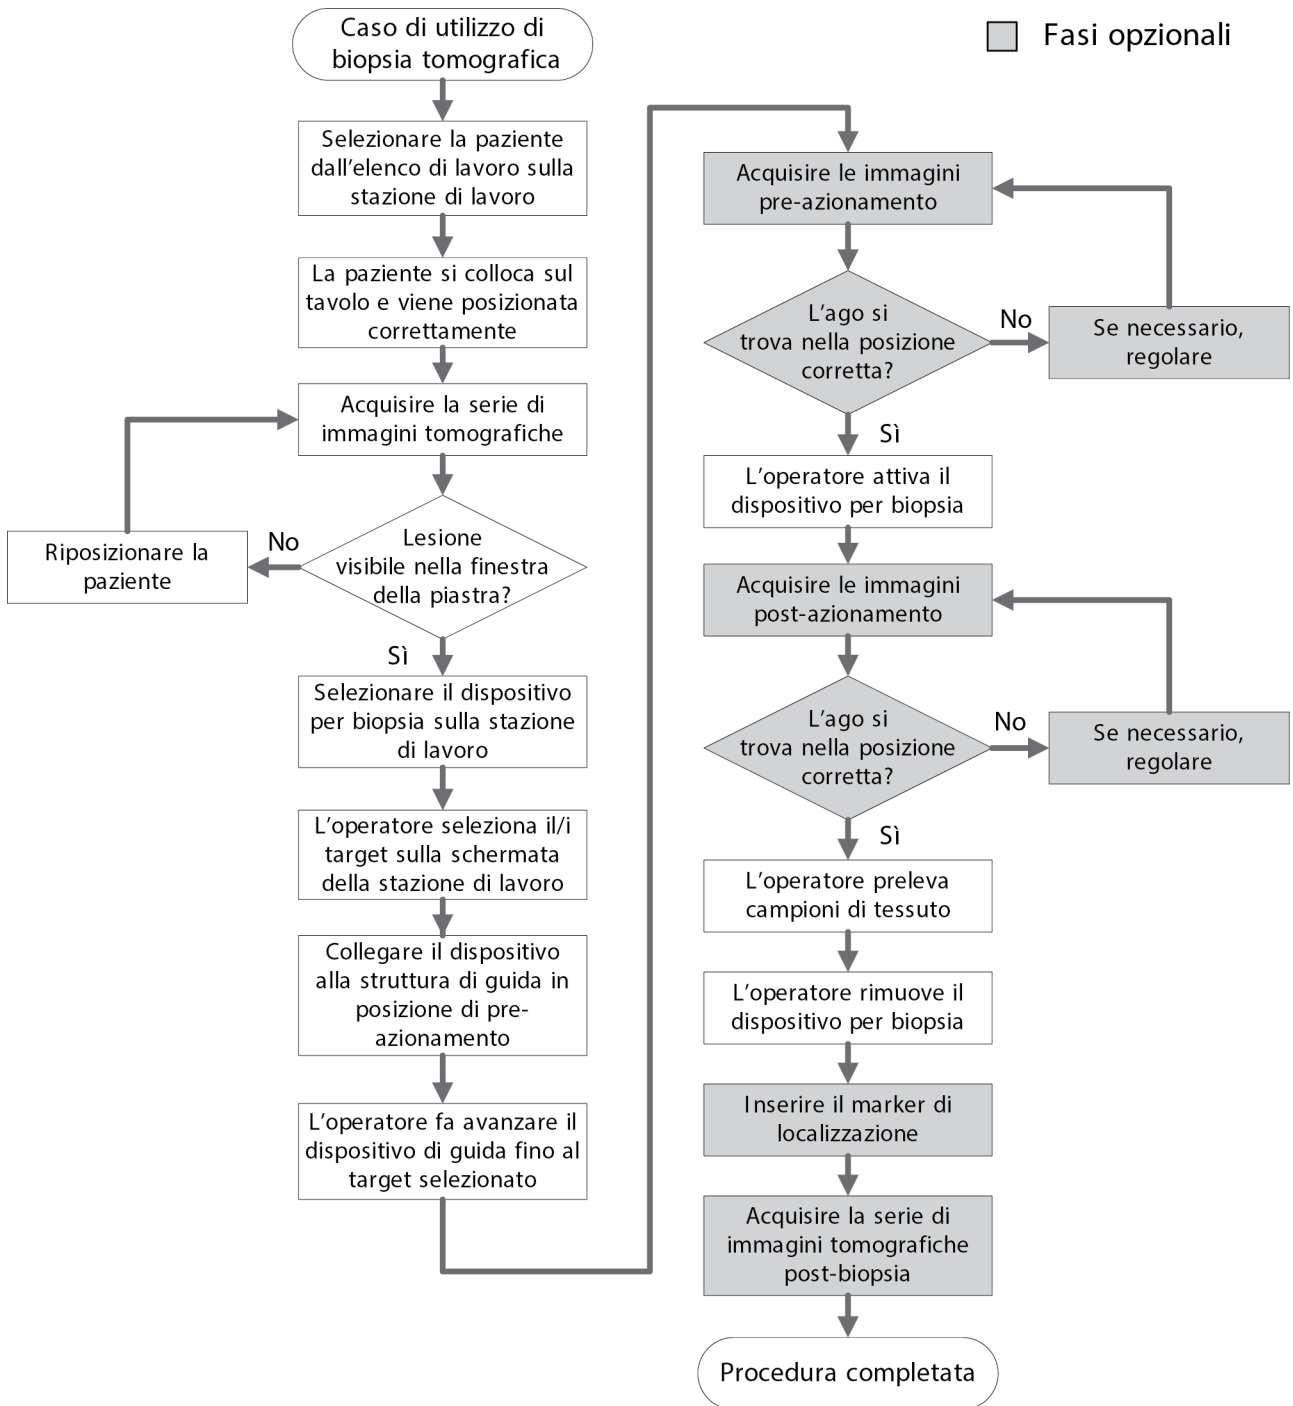 Caso di utilizzo di
biopsia tomografica
Fasi opzionali
Selezionare la paziente
dall'elenco di lavoro sulla
stazione di lavoro
La paziente si colloca sul
tavolo e viene posizionata
correttamente
Acquisire la serie di
immagini tomografiche
Lesione
visibile nella finestra
della piastra?
No
Riposizionare la
paziente
Sì
Selezionare il dispositivo
per biopsia sulla stazione
di lavoro
L'operatore seleziona il/i
target sulla schermata
della stazione di lavoro
Collegare il dispositivo
alla struttura di guida in
posizione di pre-
azionamento
L'operatore fa avanzare il
dispositivo di guida fino al
target selezionato
Acquisire le immagini
pre-azionamento
L'ago si
trova nella posizione
corretta?
No
Se necessario,
regolare
Sì
L'operatore attiva il
dispositivo per biopsia
Acquisire le immagini
post-azionamento
L'ago si
trova nella posizione
corretta?
No
Se necessario,
regolare
Sì
L'operatore preleva
campioni di tessuto
L'operatore rimuove il
dispositivo per biopsia
Inserire il marker di
localizzazione
Acquisire la serie di
immagini tomografiche
post-biopsia
Procedura completata